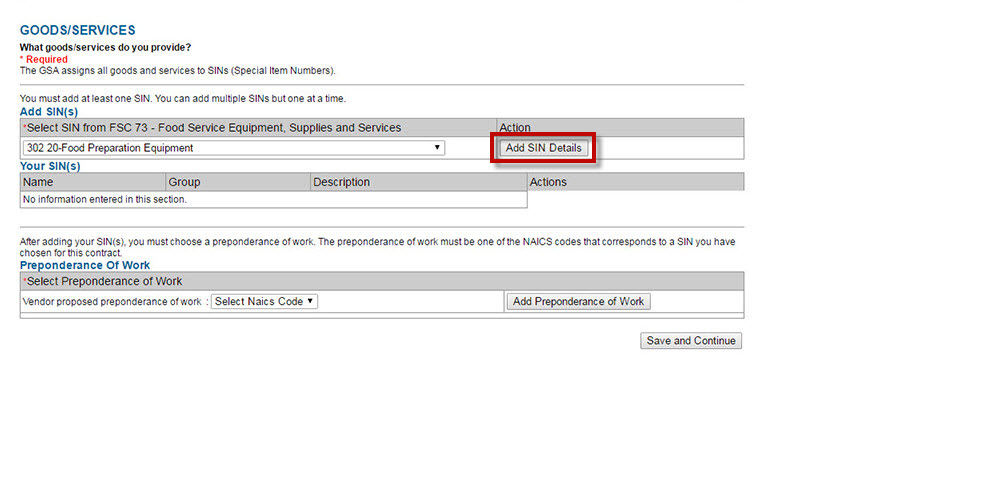 GOODS/SERVICES
What goods/services do you provide?
* Required
The GSA assigns all goods and services to SINs (Special Item Numbers).
You must add at least one SIN. You can add multiple SINs but one at a time.
Add SIN(s)
*Select SIN from FSC 73 - Food Service Equipment, Supplies and Services Action
302 20-Food Preparation Equipment Add SIN Details
Your SIN(s)
Name Group Description Actions
No information entered in this section.
After adding your SIN(s), you must choose a preponderance of work. The preponderance of work must be one of the NAICS codes that corresponds to a SIN you have
chosen for this contract.
Preponderance Of Work
*Select Preponderance of Work
Vendor proposed preponderance of work : Select Naics Code Add Preponderance of Work
Save and Continue